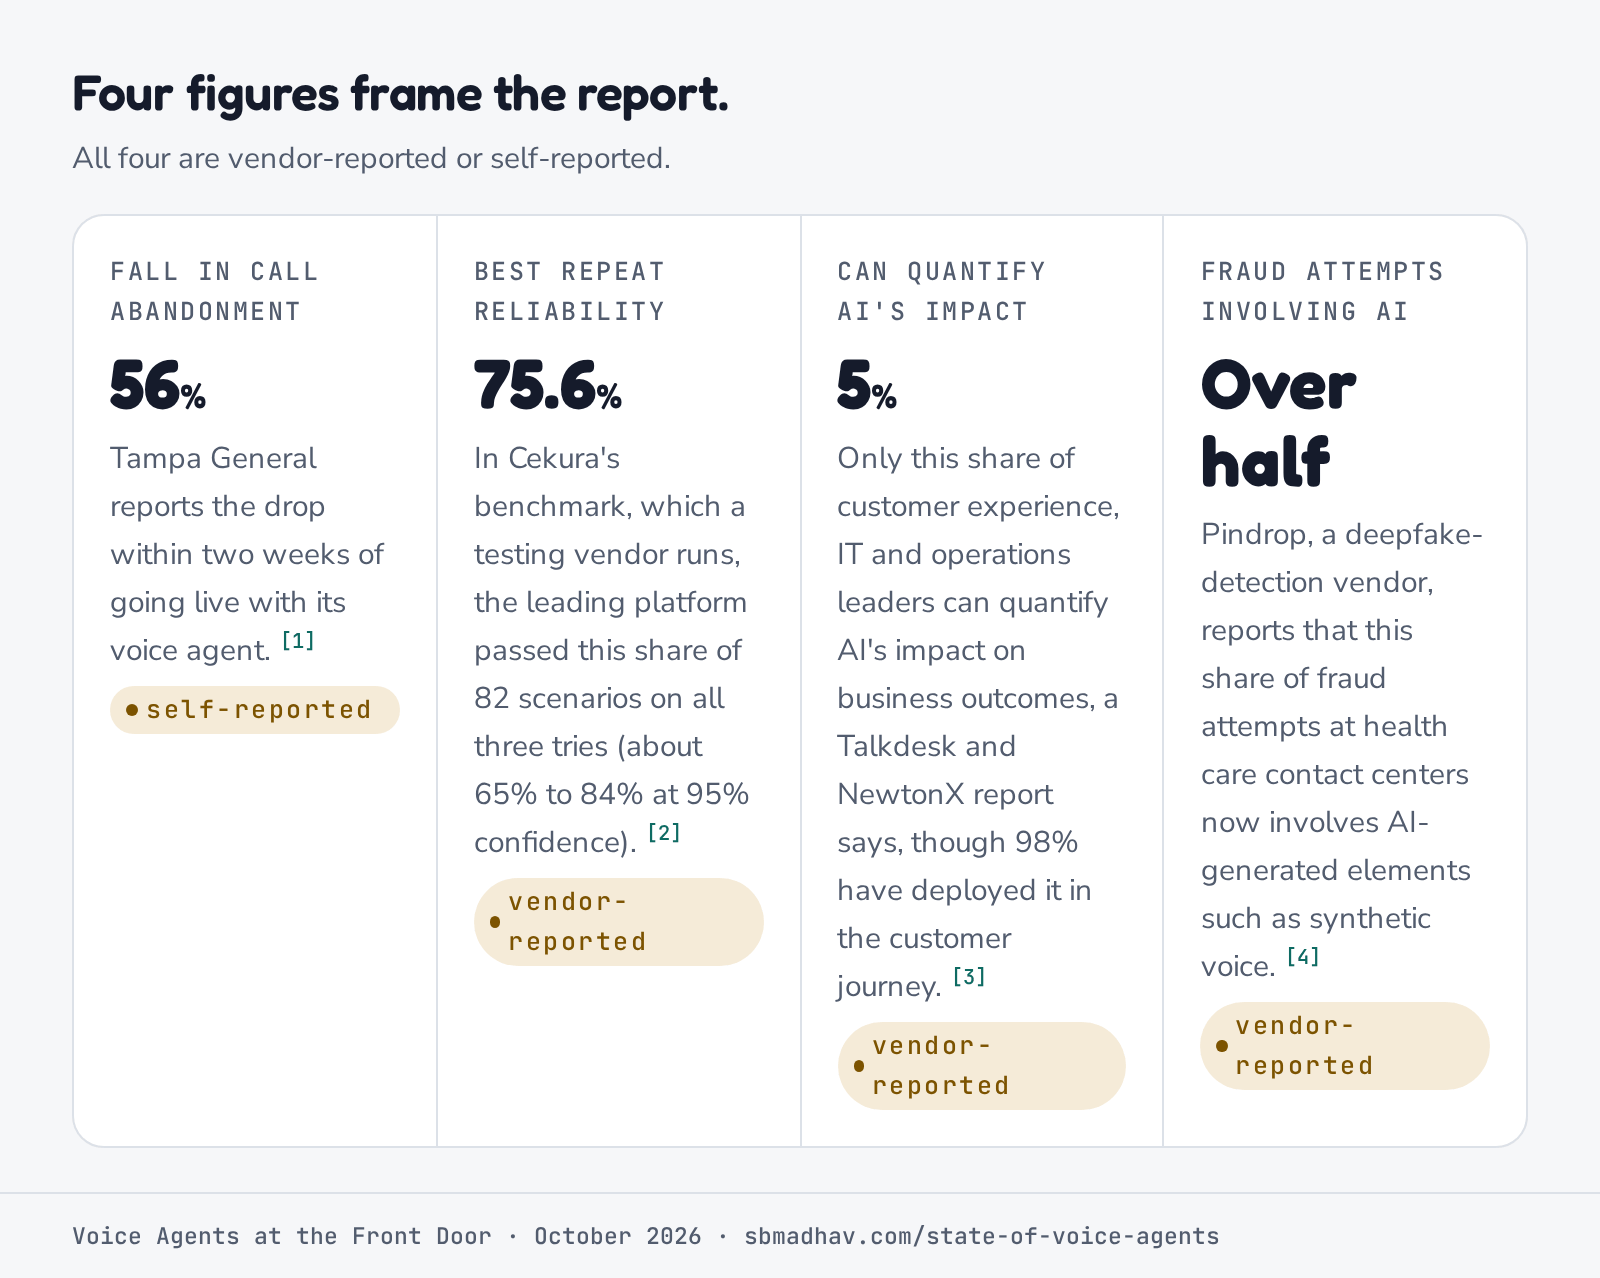 Four figures frame the report.
All four are vendor-reported or self-reported.
FALL IN CALL
ABANDONMENT
56%
Tampa General
reports the drop
within two weeks of
going live with its
voice agent. [1]
self-reported
BEST REPEAT
RELIABILITY
75.6%
In Cekura's
benchmark, which a
testing vendor runs,
the leading platform
passed this share of
82 scenarios on all
three tries (about
65% to 84% at 95%
confidence). [2]
vendor-
reported
CAN QUANTIFY
AI'S IMPACT
5%
Only this share of
customer experience,
IT and operations
leaders can quantify
AI's impact on
business outcomes, a
Talkdesk and
NewtonX report
says, though 98%
have deployed it in
the customer
journey. [3]
vendor-
reported
FRAUD ATTEMPTS
INVOLVING AI
Over
half
Pindrop, a deepfake-
detection vendor,
reports that this
share of fraud
attempts at health
care contact centers
now involves AI-
generated elements
such as synthetic
voice. [4]
vendor-
reported
Voice Agents at the Front Door · October 2026 · sbmadhav.com/state-of-voice-agents